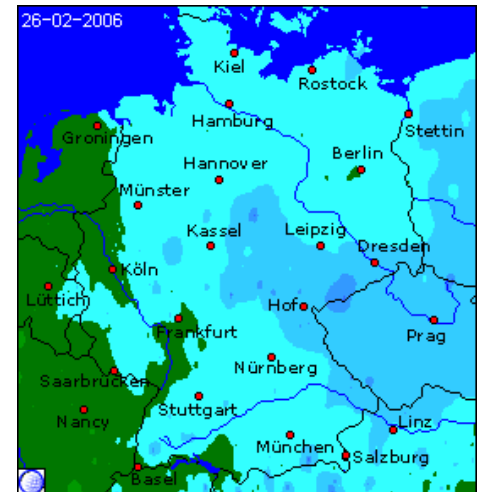 26-02-2006
Kiel
Rostock
Hamburg
Stettin
Groningen
Berlin
Hannover
Münster
Kassel
Leipzig
Dresden
Köln
Lüttich
Hof
Frankfurt
Prag
Nürnberg
Saarbrücken
Stuttgart
Nancy
Linz
München
Salzburg
Basel